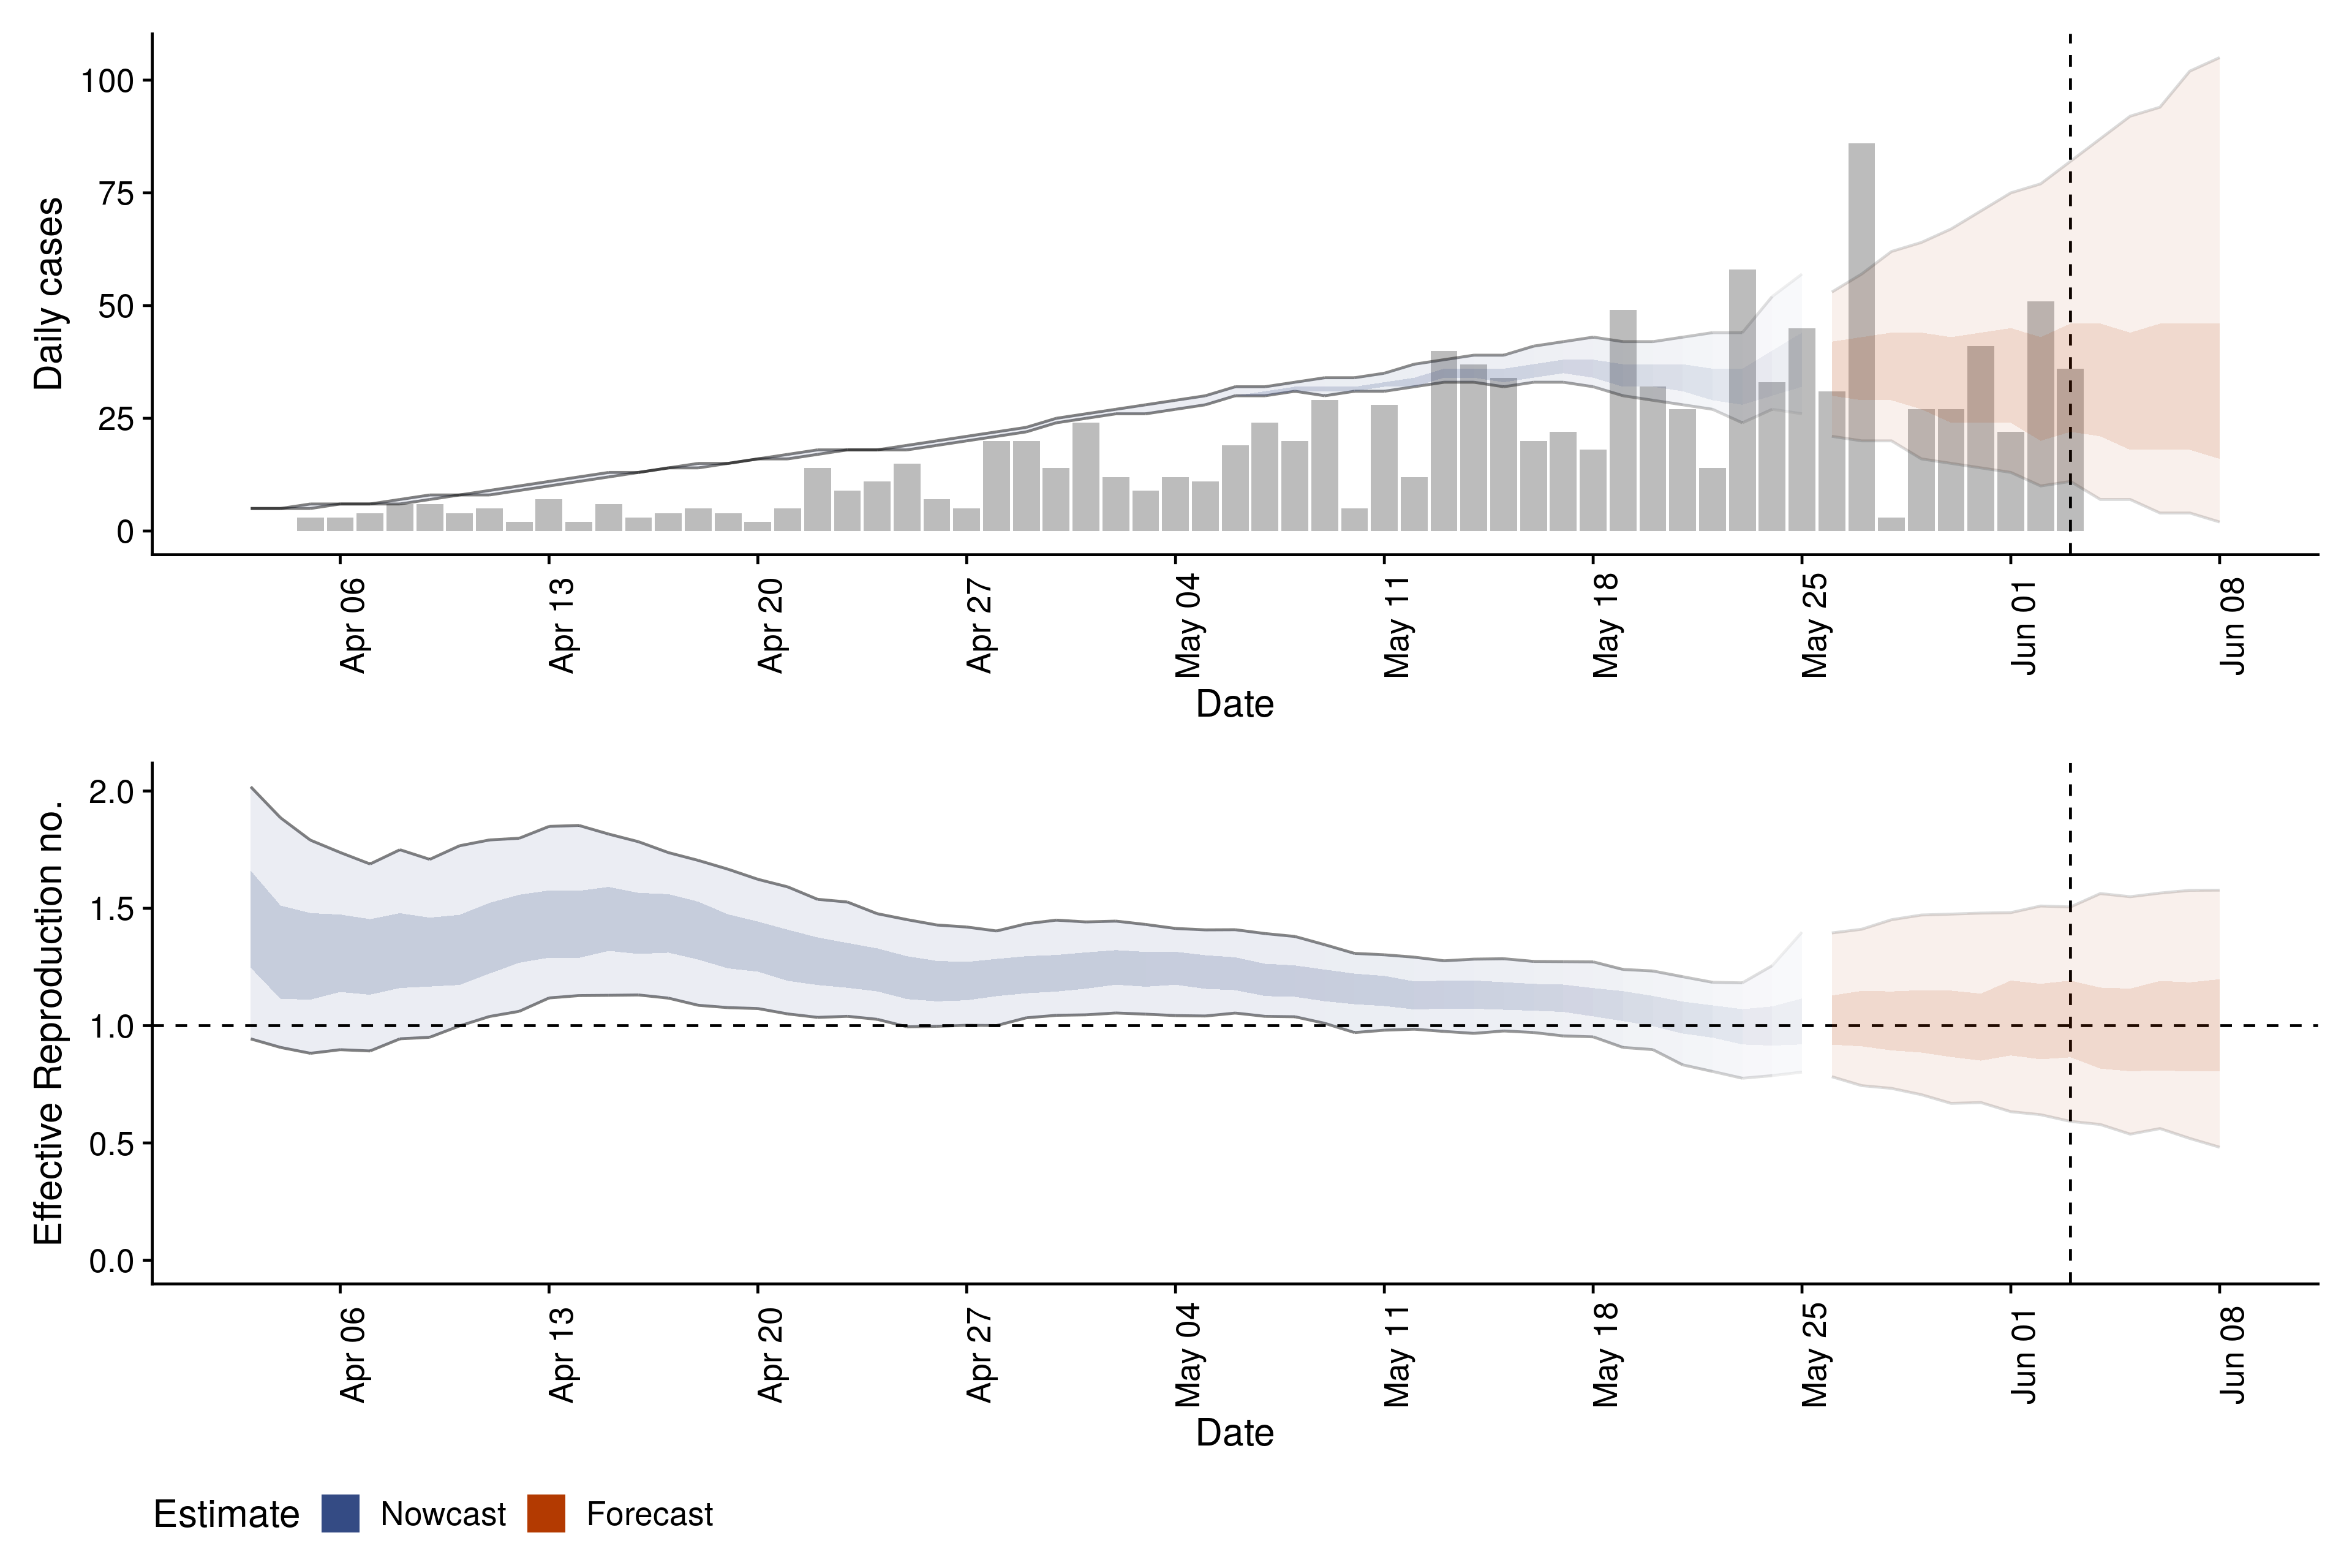 Daily cases
100
75
50
25
0
Apr 06
Apr 13
Apr 20
Apr 27
May 04
May 11
May 18
May 25
Jun 01
Jun 08
Date
Effective Reproduction no.
2.0
1.5
1.0
0.5
0.0
Apr 06
Apr 13
Apr 20
Apr 27
May 04
May 11
May 18
May 25
Jun 01
Jun 08
Date
Estimate Nowcast Forecast